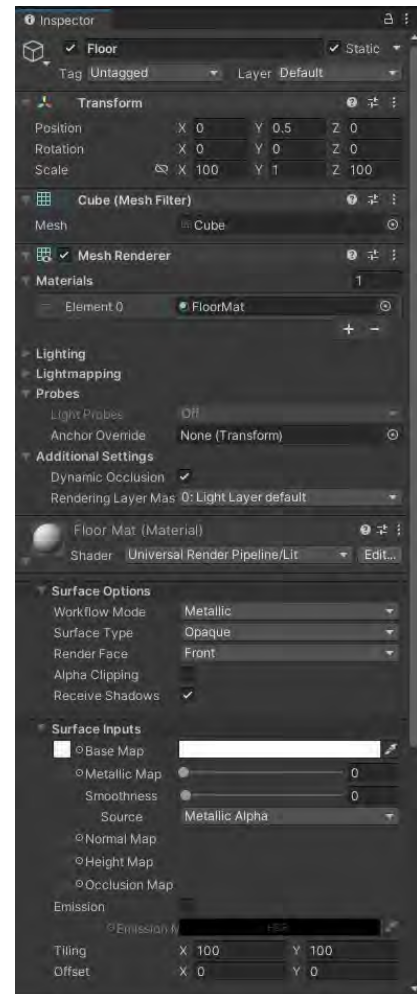 Inspector
Floor Static
Tag Untagged Layer Default
Transform
Position X 0 Y 0.5 Z 0
Rotation X 0 Y 0 Z 0
Scale X 100 Y 1 Z 100
Cube (Mesh Filter)
Mesh Cube
Mesh Renderer
Materials 1
Element 0 FloorMat
+ −
Lighting
Lightmapping
Probes
Light Probes Off
Anchor Override None (Transform)
Additional Settings
Dynamic Occlusion
Rendering Layer Mas 0: Light Layer default
Floor Mat (Material)
Shader Universal Render Pipeline/Lit Edit...
Surface Options
Workflow Mode Metallic
Surface Type Opaque
Render Face Front
Alpha Clipping
Receive Shadows
Surface Inputs
Base Map
Metallic Map 0
Smoothness 0
Source Metallic Alpha
Normal Map
Height Map
Occlusion Map
Emission
Emission M HDR
Tiling X 100 Y 100
Offset X 0 Y 0